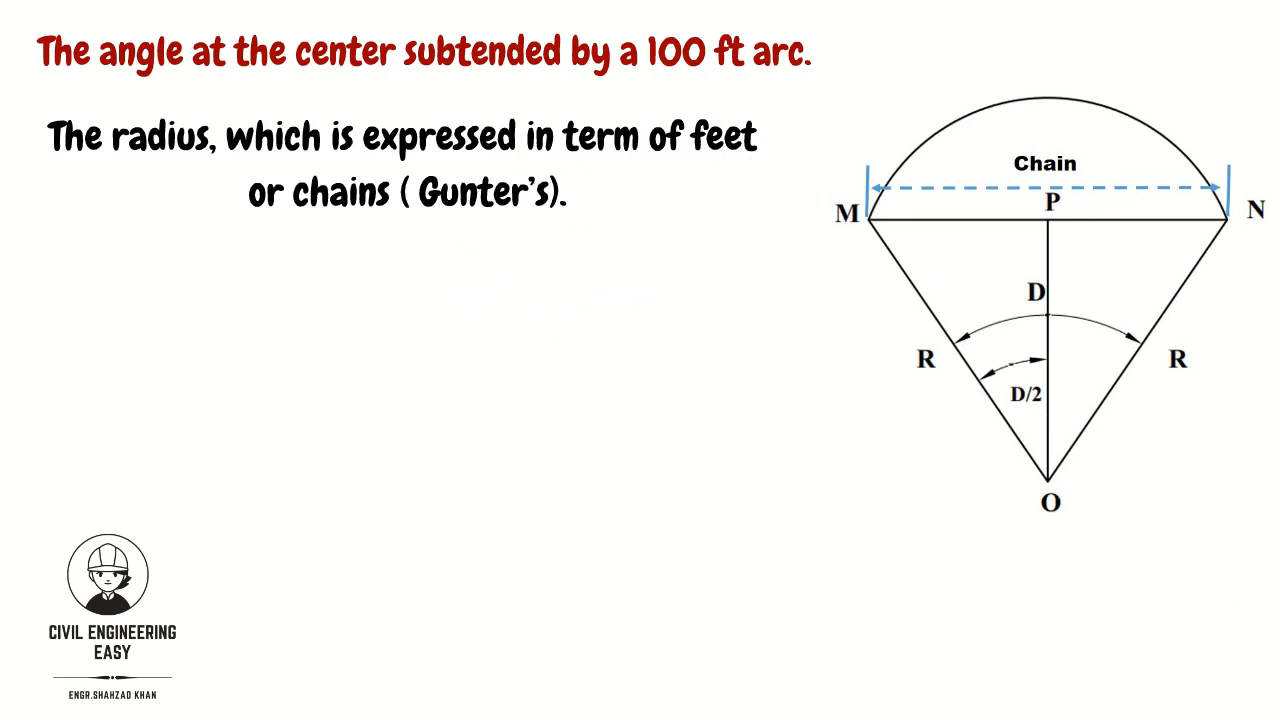 The angle at the center subtended by a 100 ft arc.
The radius, which is expressed in term of feet
or chains ( Gunter's).
Chain
M
P
N
D
R
R
D/2
O
CIVIL ENGINEERING
EASY
ENGR.SHAHZAD KHAN